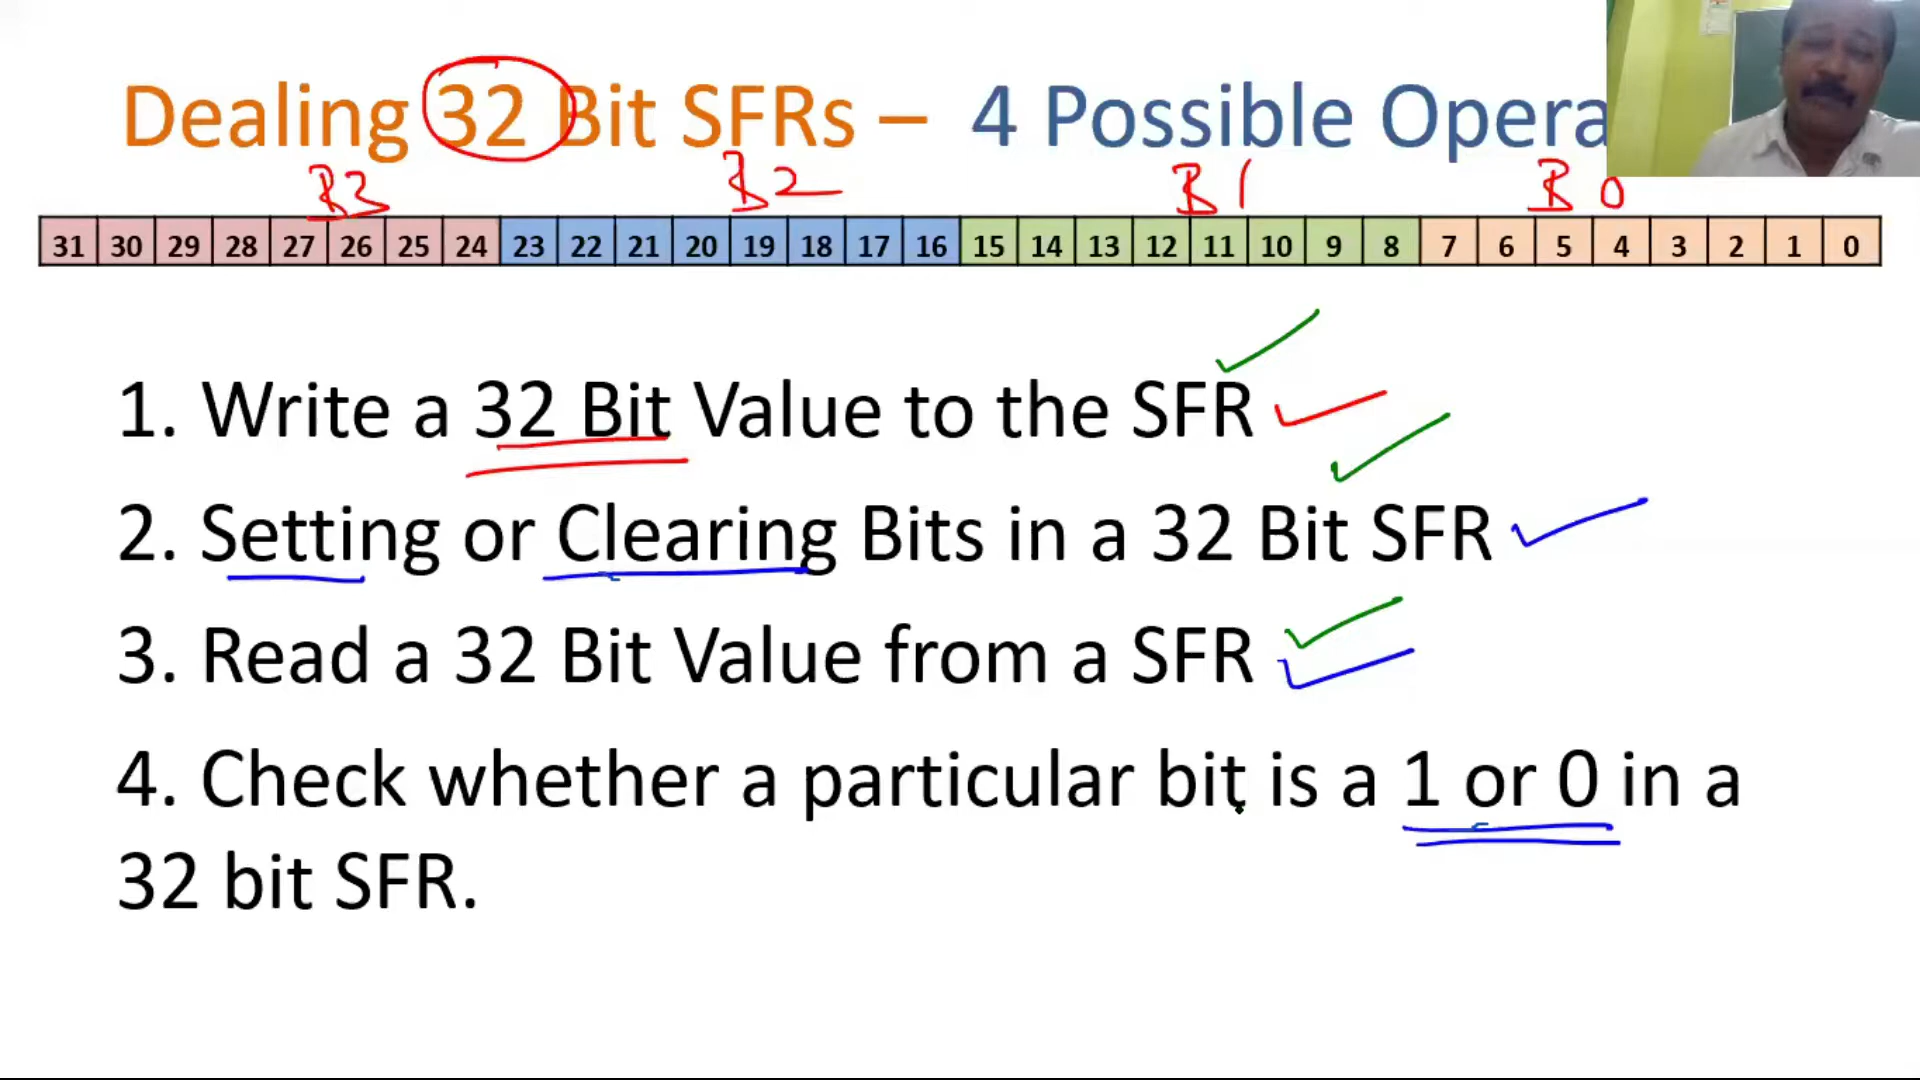 Dealing 32 Bit SFRs – 4 Possible Opera
B3 B2 B1 B0
31 30 29 28 27 26 25 24 23 22 21 20 19 18 17 16 15 14 13 12 11 10 9 8 7 6 5 4 3 2 1 0
1. Write a 32 Bit Value to the SFR
2. Setting or Clearing Bits in a 32 Bit SFR
3. Read a 32 Bit Value from a SFR
4. Check whether a particular bit is a 1 or 0 in a
32 bit SFR.